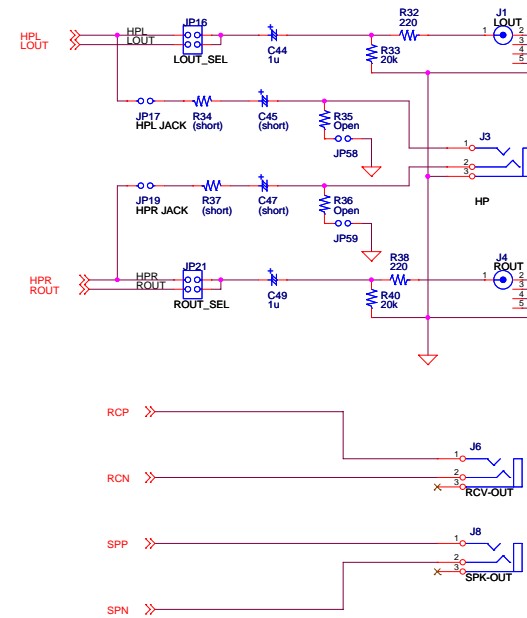 JP16
R32
220
J1
LOUT
HPL
LOUT
HPL
LOUT
LOUT_SEL
+
C44
1u
R33
20k
1
2
3
4
5
JP17
HPL JACK
R34
(short)
+
C45
(short)
R35
Open
JP58
J3
1
2
3
HP
JP19
HPR JACK
R37
(short)
+
C47
(short)
R36
Open
JP59
JP21
R38
220
J4
ROUT
HPR
ROUT
HPR
ROUT
ROUT_SEL
+
C49
1u
R40
20k
1
2
3
4
5
RCP
J6
1
2
3
RCN
RCV-OUT
SPP
J8
1
2
3
SPK-OUT
SPN